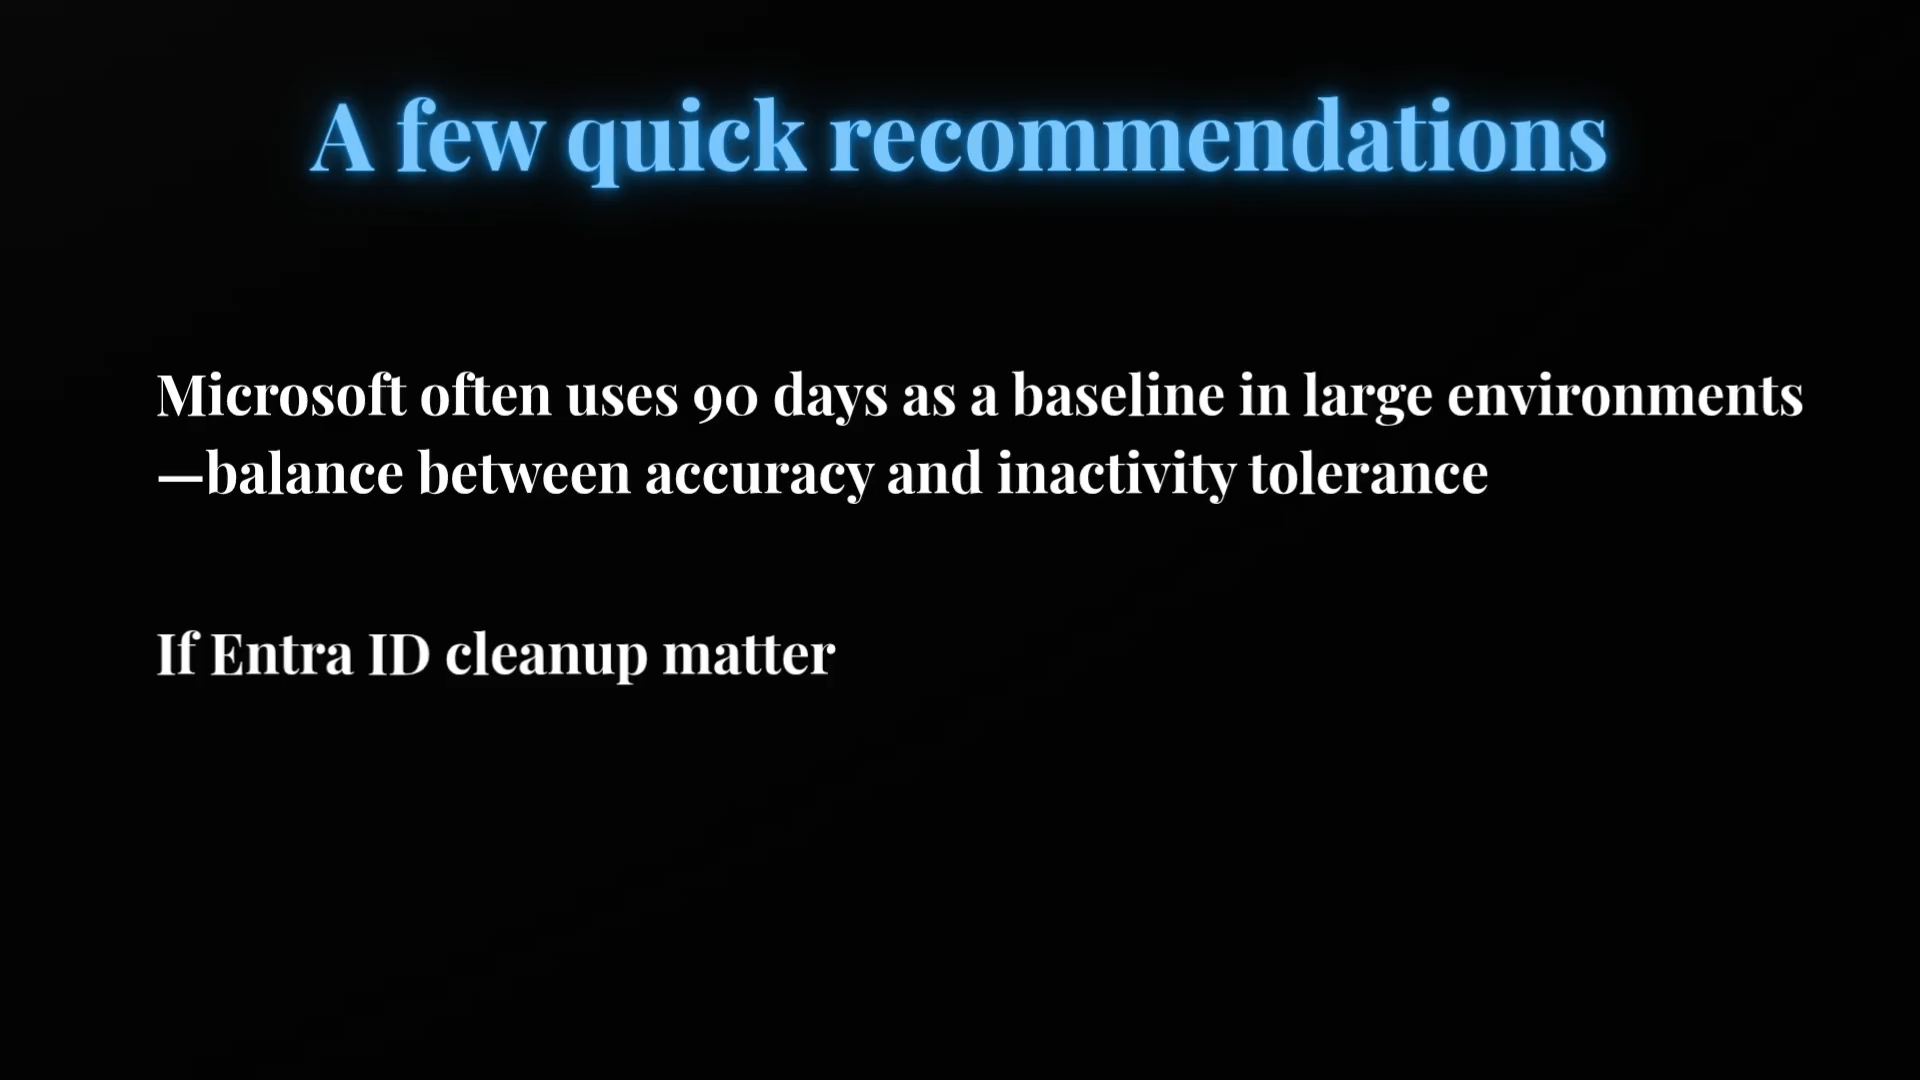 A few quick recommendations
Microsoft often uses 90 days as a baseline in large environments
—balance between accuracy and inactivity tolerance
If Entra ID cleanup matter